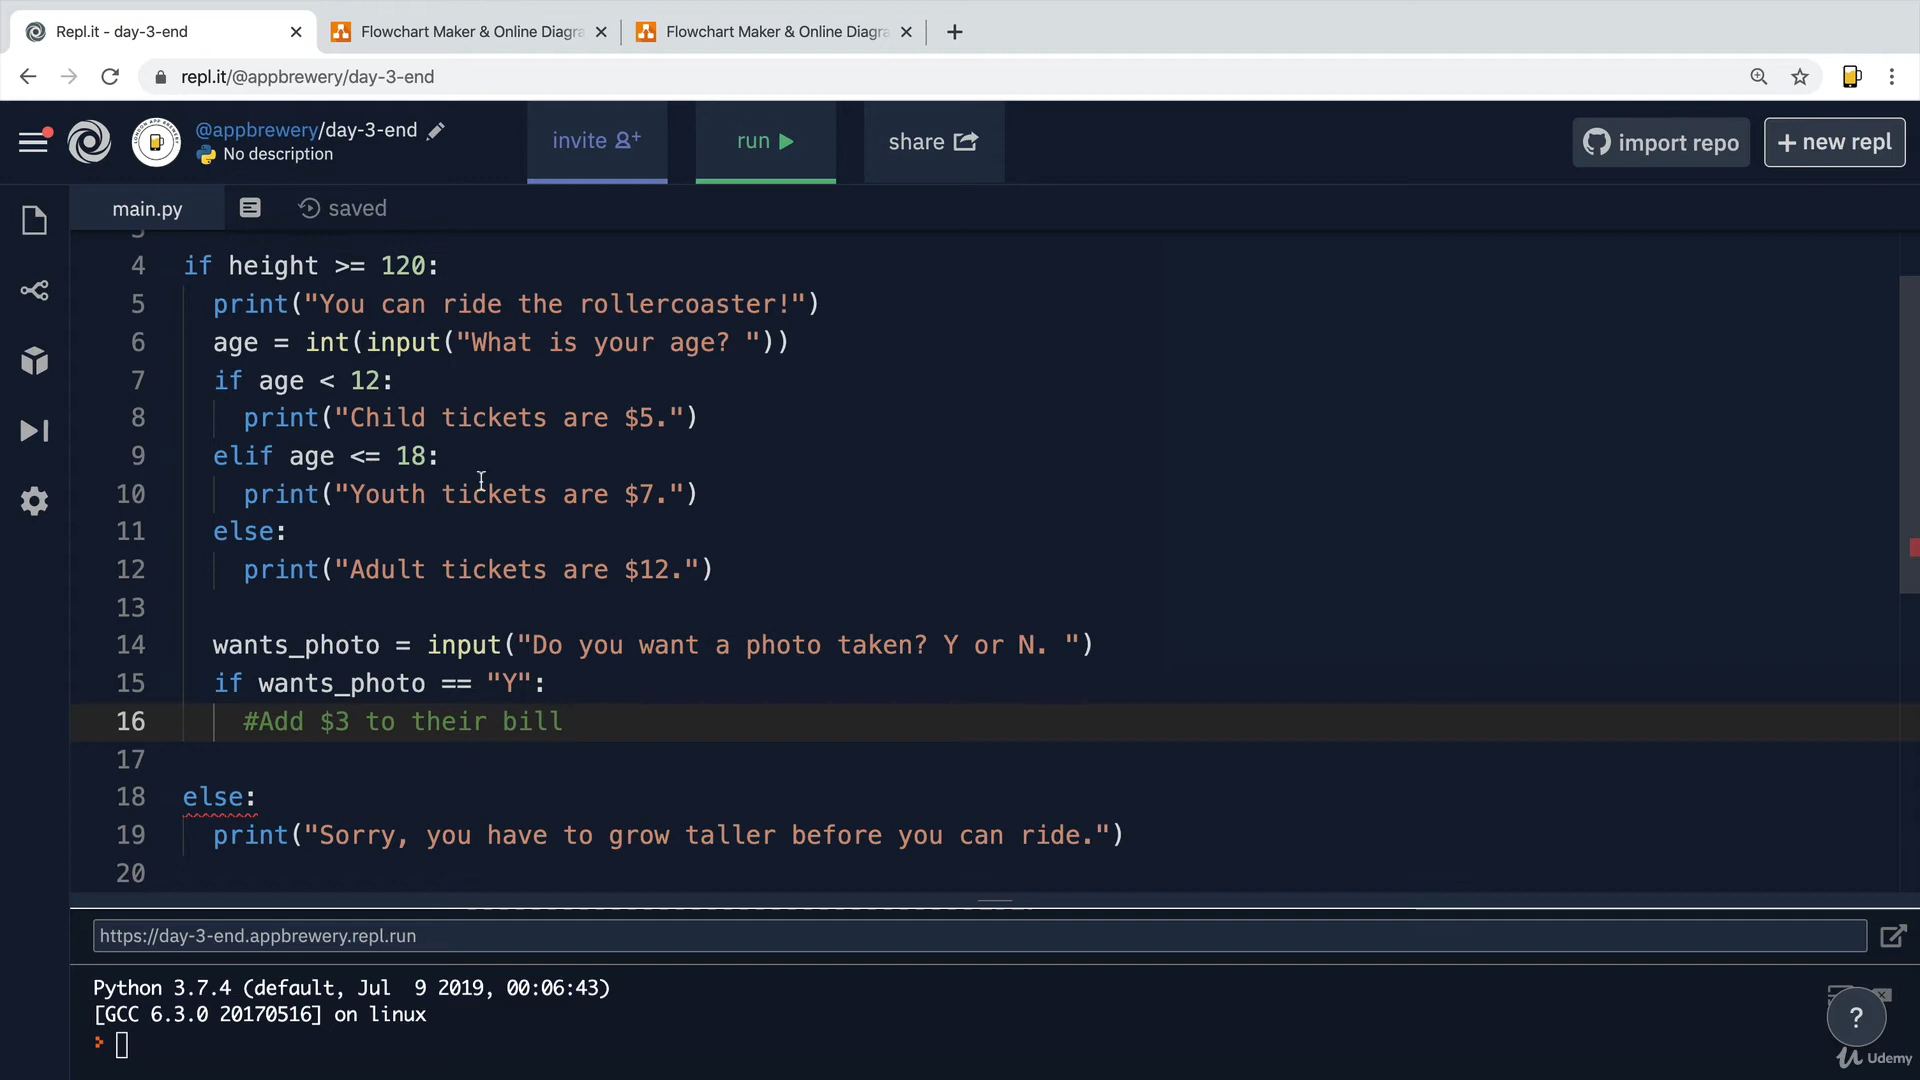 Repl.it - day-3-end
Flowchart Maker & Online Diagra
Flowchart Maker & Online Diagra
repl.it/@appbrewery/day-3-end
@appbrewery/day-3-end
No description
invite
run
share
import repo
+ new repl
main.py
saved
4 if height >= 120:
5 print("You can ride the rollercoaster!")
6 age = int(input("What is your age? "))
7 if age < 12:
8 print("Child tickets are $5.")
9 elif age <= 18:
10 print("Youth tickets are $7.")
11 else:
12 print("Adult tickets are $12.")
13
14 wants_photo = input("Do you want a photo taken? Y or N. ")
15 if wants_photo == "Y":
16 #Add $3 to their bill
17
18 else:
19 print("Sorry, you have to grow taller before you can ride.")
20
https://day-3-end.appbrewery.repl.run
Python 3.7.4 (default, Jul  9 2019, 00:06:43)
[GCC 6.3.0 20170516] on linux
?
Udemy